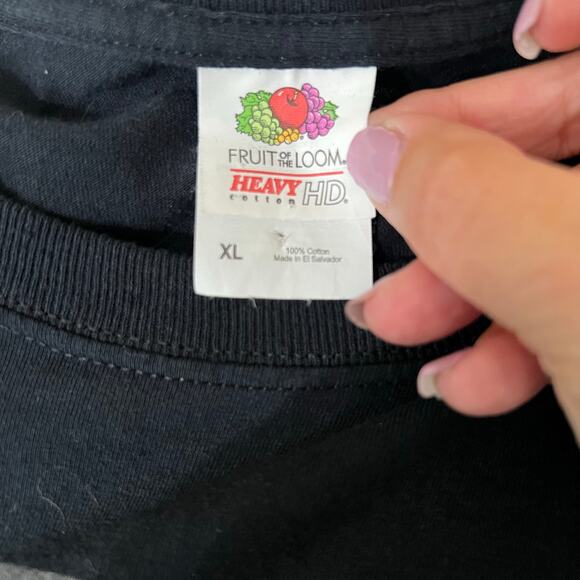 FRUIT OF THE LOOM®
HEAVY HD®
cotton
XL
100% Cotton
Made in El Salvador